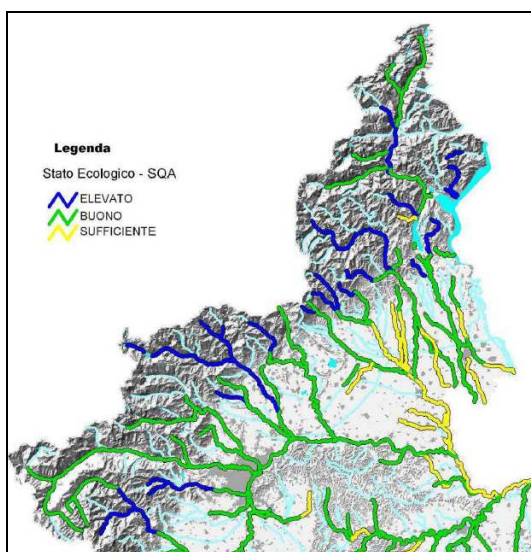 Legenda
Stato Ecologico - SQA
ELEVATO
BUONO
SUFFICIENTE